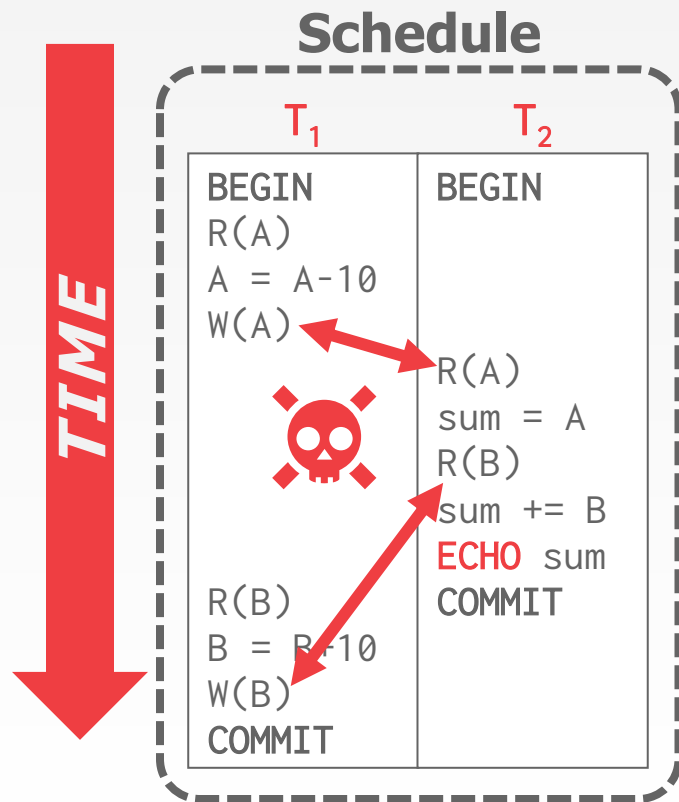 Schedule
TIME
T₁ T₂
BEGIN BEGIN
R(A)
A = A-10
W(A)
R(A)
sum = A
R(B)
sum += B
ECHO sum
R(B) COMMIT
B = B+10
W(B)
COMMIT